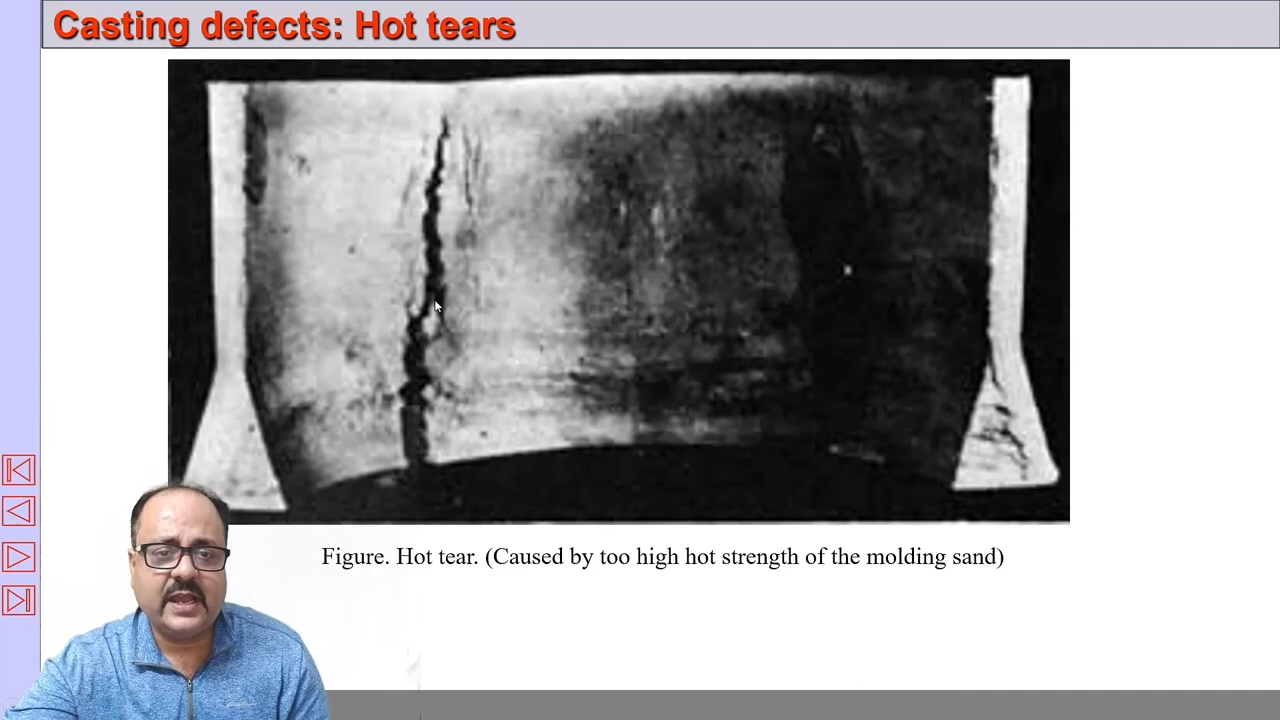 Casting defects: Hot tears
Figure. Hot tear. (Caused by too high hot strength of the molding sand)